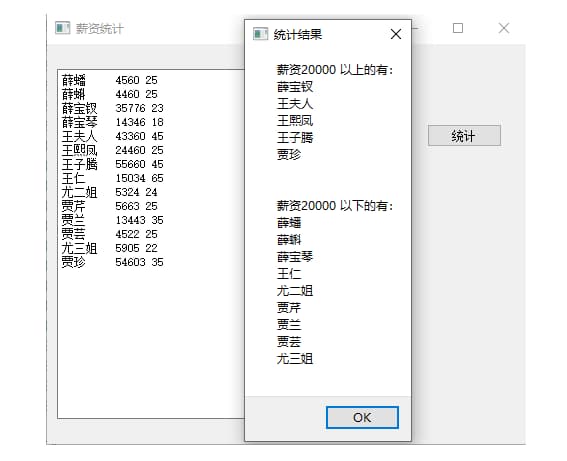 薪资统计
薛蟠 4560 25
薛蝌 4460 25
薛宝钗 35776 23
薛宝琴 14346 18
王夫人 43360 45
王熙凤 24460 25
王子腾 55660 45
王仁 15034 65
尤二姐 5324 24
贾芹 5663 25
贾兰 13443 35
贾芸 4522 25
尤三姐 5905 22
贾珍 54603 35
统计
统计结果
薪资20000 以上的有：
薛宝钗
王夫人
王熙凤
王子腾
贾珍
薪资20000 以下的有：
薛蟠
薛蝌
薛宝琴
王仁
尤二姐
贾芹
贾兰
贾芸
尤三姐
OK